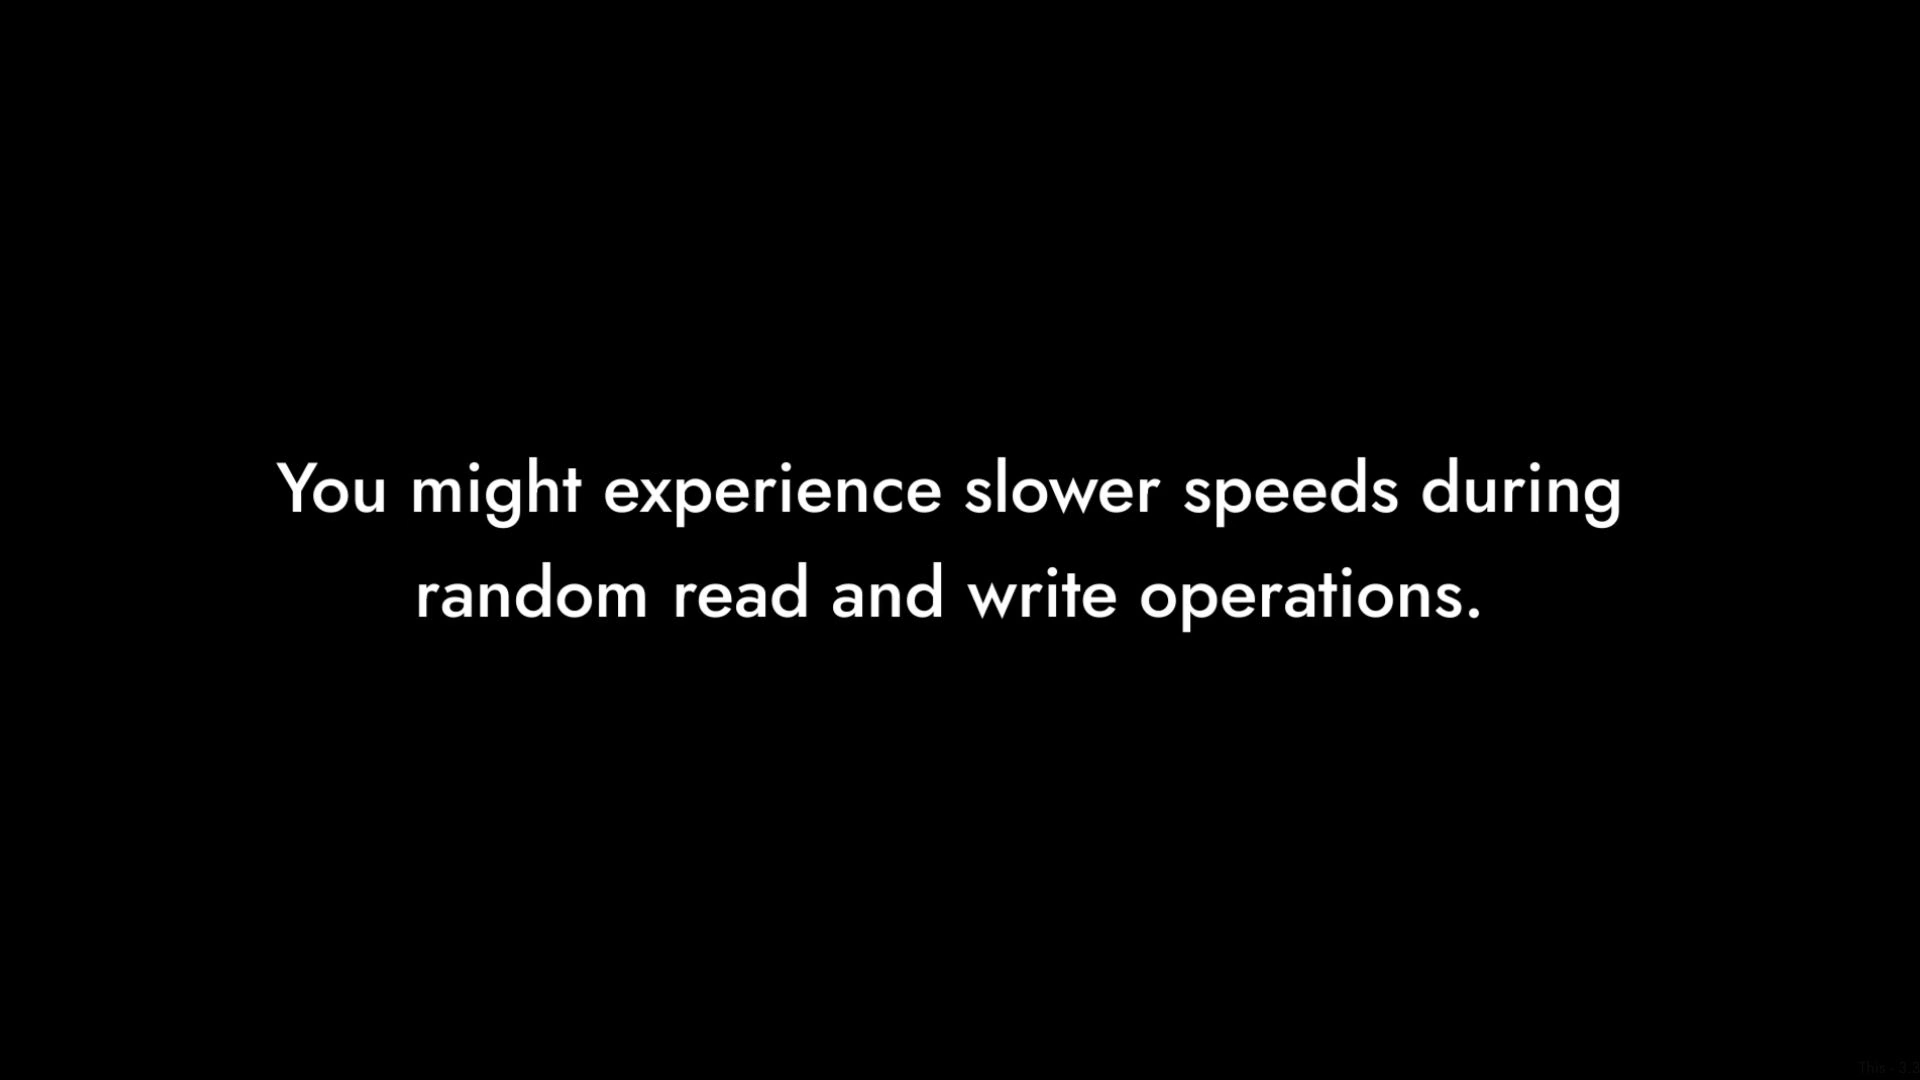 You might experience slower speeds during
random read and write operations.